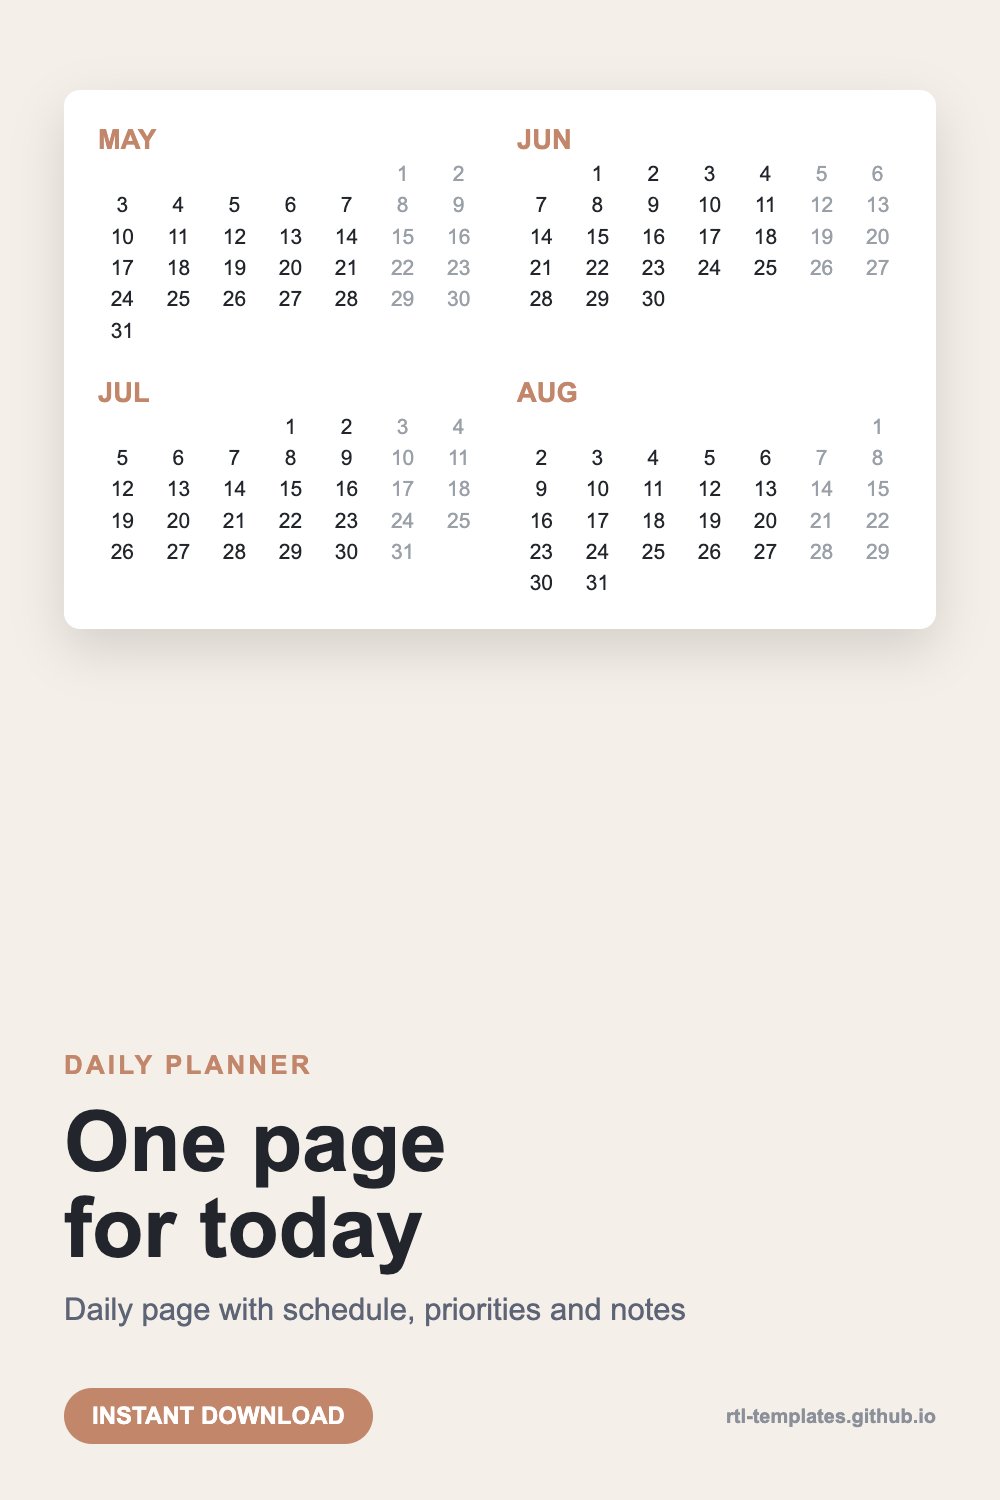 MAY
1 2
3 4 5 6 7 8 9
10 11 12 13 14 15 16
17 18 19 20 21 22 23
24 25 26 27 28 29 30
31
JUN
1 2 3 4 5 6
7 8 9 10 11 12 13
14 15 16 17 18 19 20
21 22 23 24 25 26 27
28 29 30
JUL
1 2 3 4
5 6 7 8 9 10 11
12 13 14 15 16 17 18
19 20 21 22 23 24 25
26 27 28 29 30 31
AUG
1
2 3 4 5 6 7 8
9 10 11 12 13 14 15
16 17 18 19 20 21 22
23 24 25 26 27 28 29
30 31
DAILY PLANNER
One page
for today
Daily page with schedule, priorities and notes
INSTANT DOWNLOAD
rtl-templates.github.io